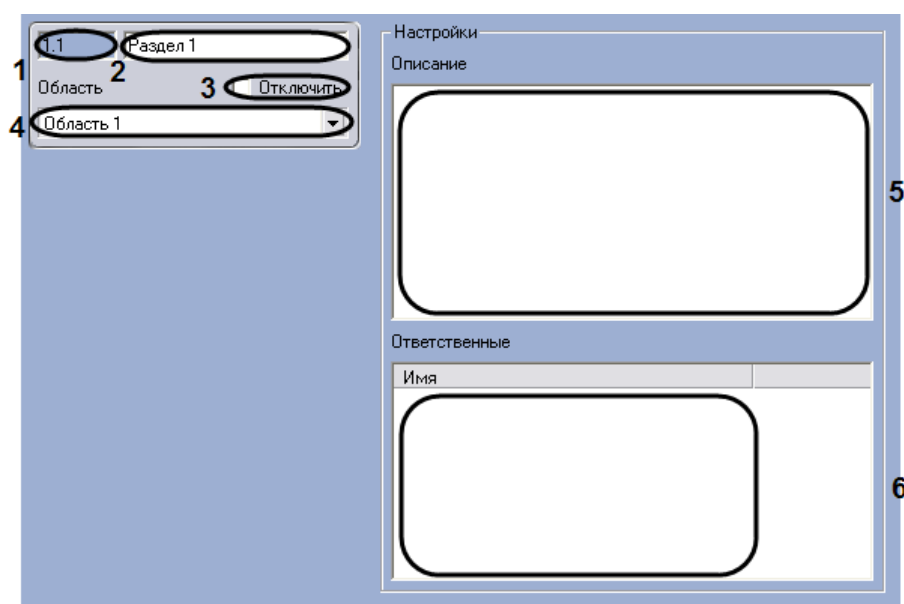 1.1 Раздел 1
1 2
Область 3 Отключить
4 Область 1
Настройки
Описание
5
Ответственные
Имя
6